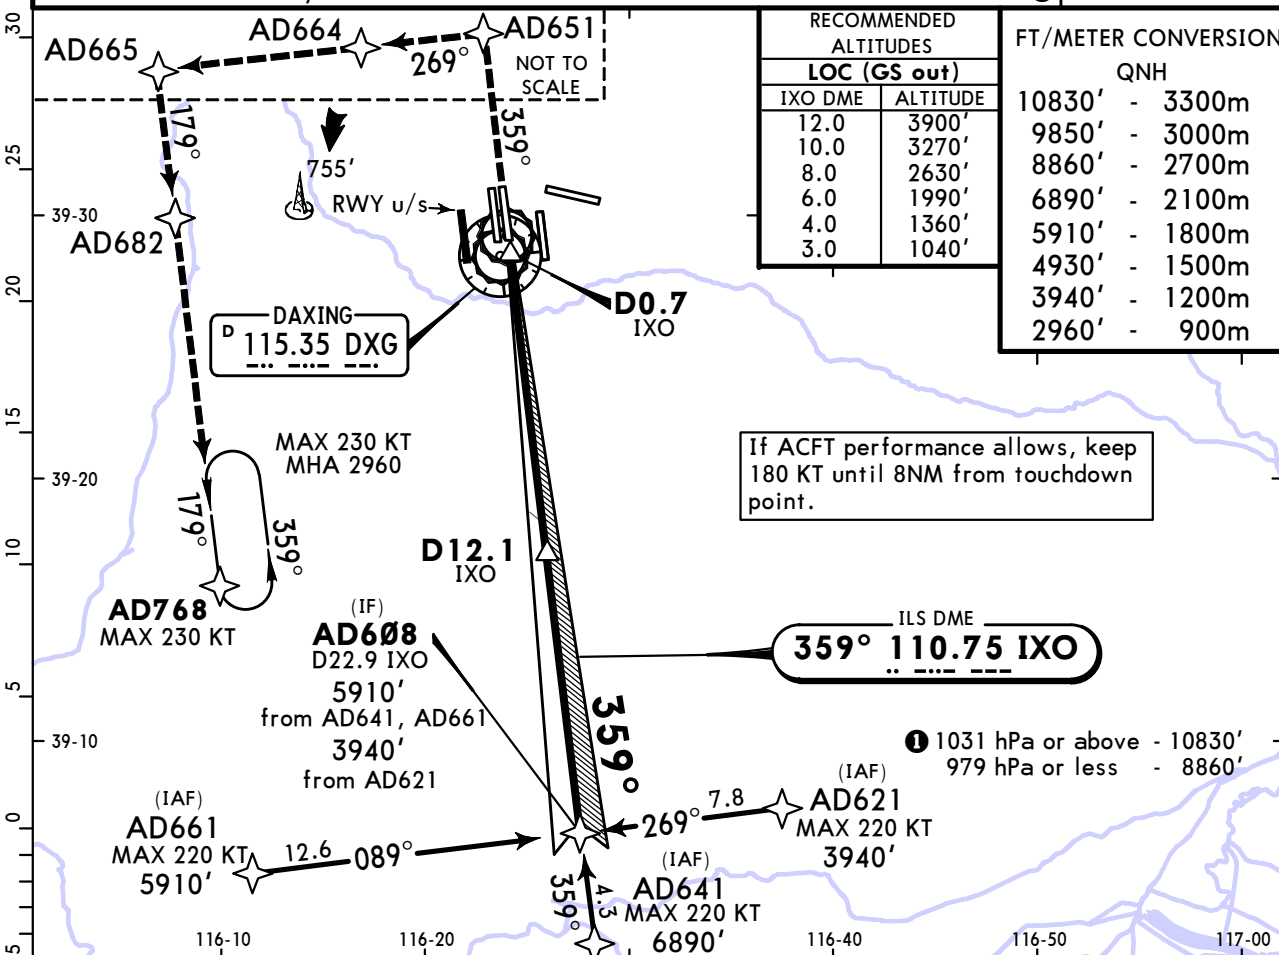 30
AD665
AD664
AD651
269°
NOT TO
SCALE
179°
359°
RECOMMENDED
ALTITUDES
LOC (GS out)
IXO DME ALTITUDE
12.0 3900'
10.0 3270'
8.0 2630'
6.0 1990'
4.0 1360'
3.0 1040'
FT/METER CONVERSION
QNH
10830' - 3300m
9850' - 3000m
8860' - 2700m
6890' - 2100m
5910' - 1800m
4930' - 1500m
3940' - 1200m
2960' - 900m
25
755'
RWY u/s
39-30
AD682
20
DAXING
D 115.35 DXG
D0.7
IXO
15
MAX 230 KT
MHA 2960
39-20
179°
359°
If ACFT performance allows, keep
180 KT until 8NM from touchdown
point.
10
D12.1
IXO
AD768
MAX 230 KT
(IF)
AD6Ø8
D22.9 IXO
5910'
from AD641, AD661
3940'
from AD621
ILS DME
359° 110.75 IXO
5
359°
39-10
1 1031 hPa or above - 10830'
979 hPa or less - 8860'
0
(IAF)
AD661
MAX 220 KT
5910'
12.6
089°
269°
7.8
(IAF)
AD621
MAX 220 KT
3940'
359°
4.3
(IAF)
AD641
MAX 220 KT
6890'
5
116-10
116-20
116-40
116-50
117-00